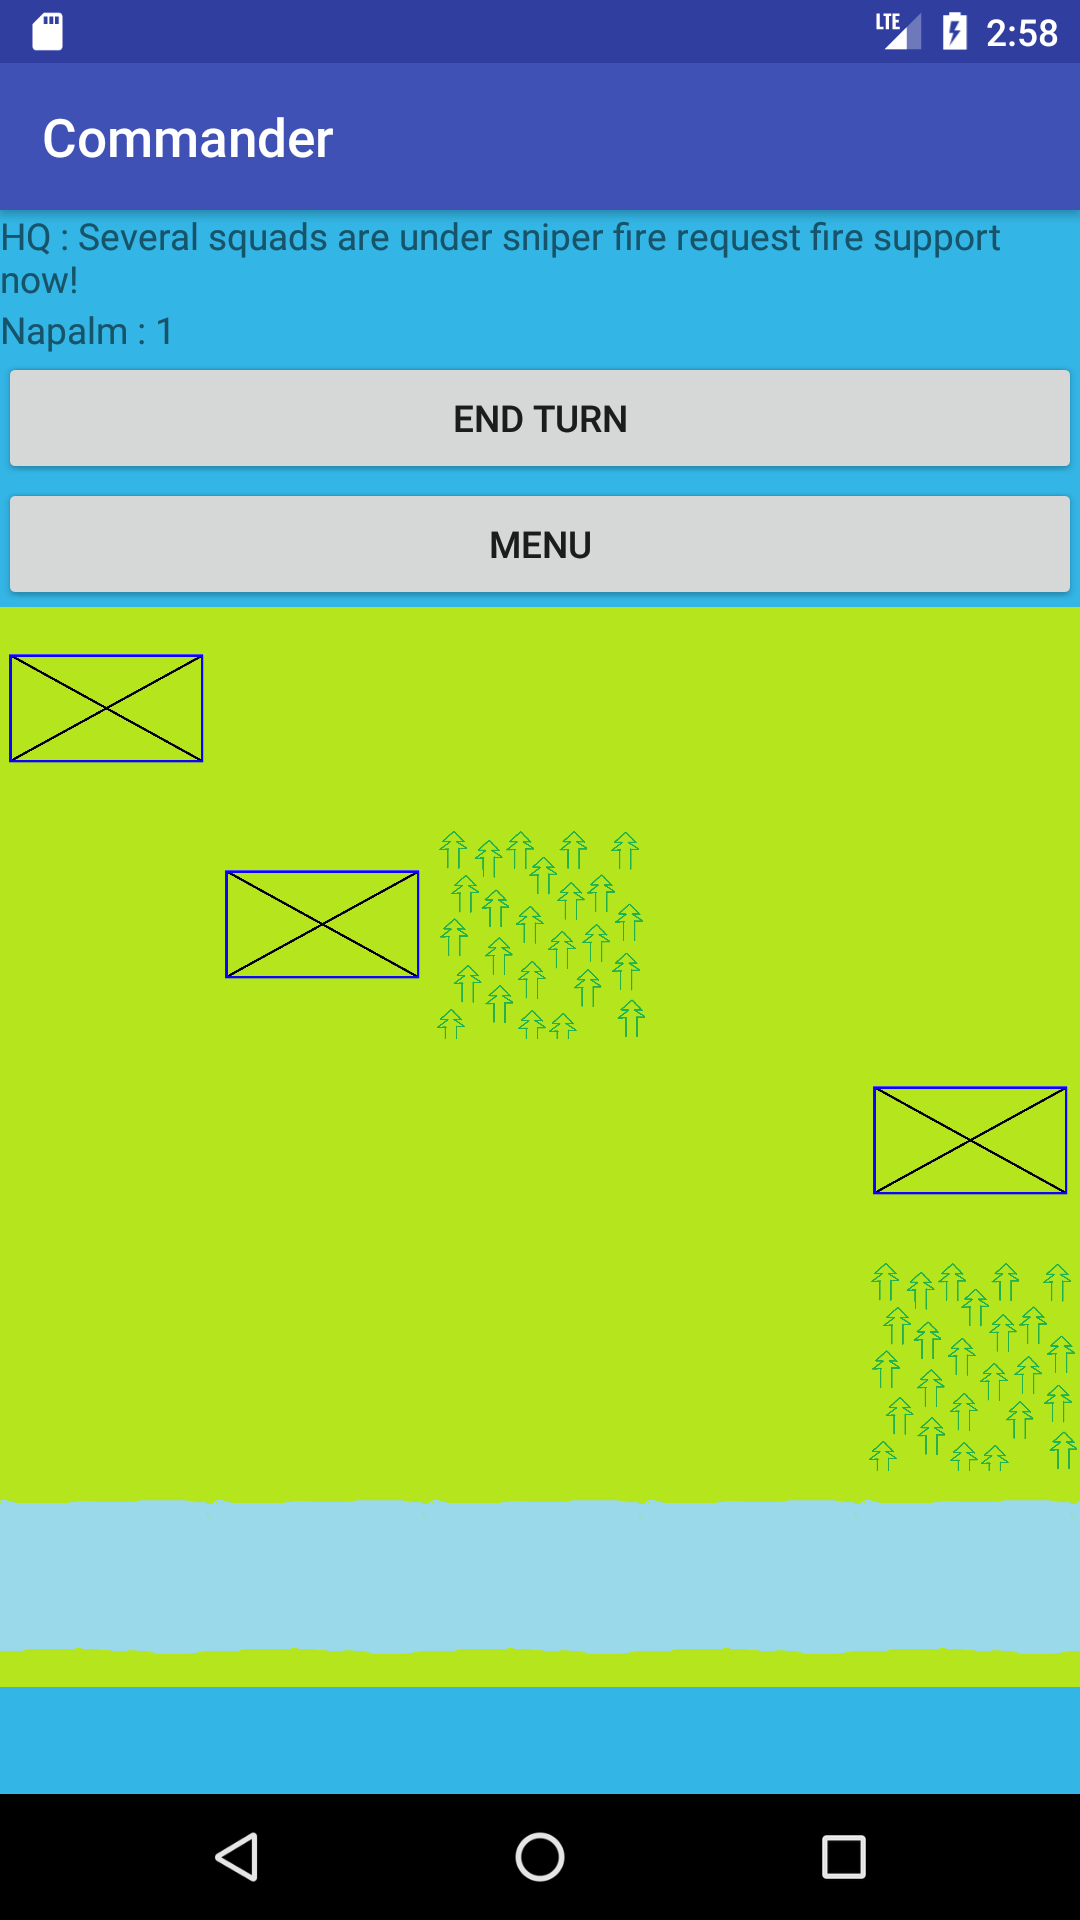 LTE 2:58
Commander
HQ : Several squads are under sniper fire request fire support
now!
Napalm : 1
END TURN
MENU